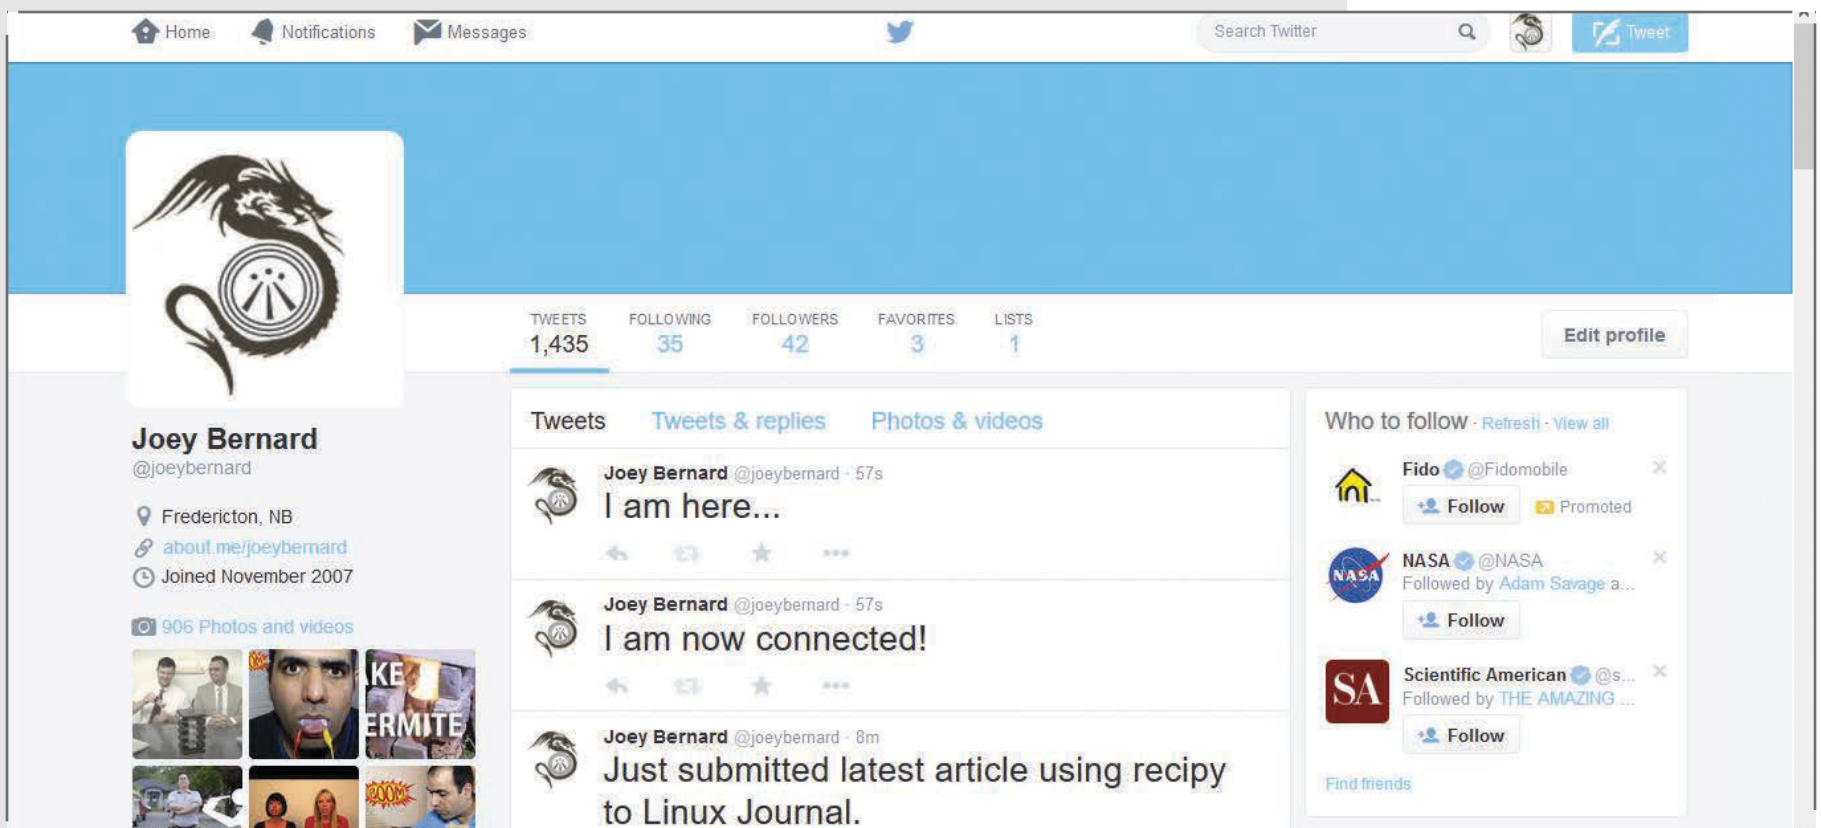 Home Notifications Messages Search Twitter Tweet
TWEETS FOLLOWING FOLLOWERS FAVORITES LISTS
1,435 35 42 3 1
Edit profile
Joey Bernard
@joeybernard
Fredericton, NB
about.me/joeybernard
Joined November 2007
906 Photos and videos
KE
ERMITE
BOOM!
Tweets Tweets & replies Photos & videos
Joey Bernard @joeybernard · 57s
I am here...
Joey Bernard @joeybernard · 57s
I am now connected!
Joey Bernard @joeybernard · 8m
Just submitted latest article using recipy
to Linux Journal.
Who to follow · Refresh · View all
Fido @Fidomobile
Follow Promoted
NASA
NASA @NASA
Followed by Adam Savage a...
Follow
SA
Scientific American @s...
Followed by THE AMAZING ...
Follow
Find friends